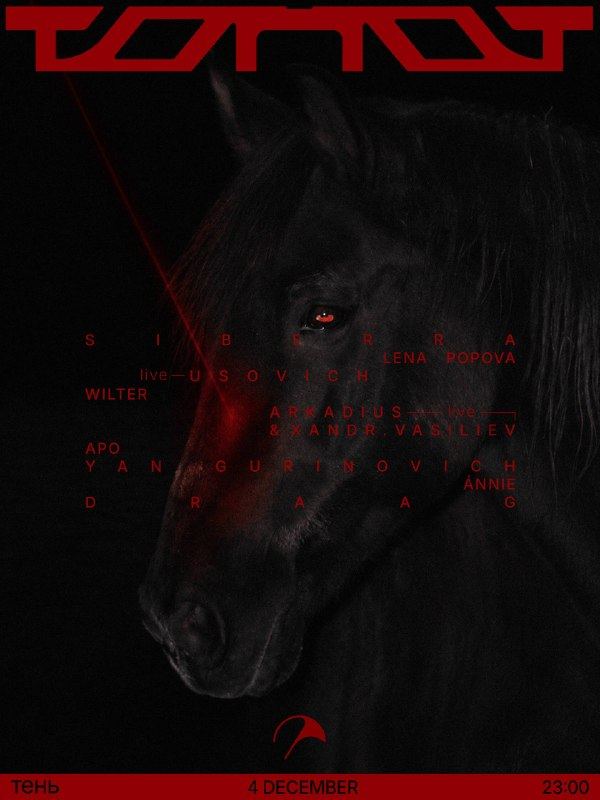 ТОПОТ
SIBERRA
LENA POPOVA
live—USOVICH
WILTER
ARKADIUS — live —
& XANDR.VASILIEV
APO
YAN GURINOVICH
ÁNNIE
DRAAG
тень 4 DECEMBER 23:00